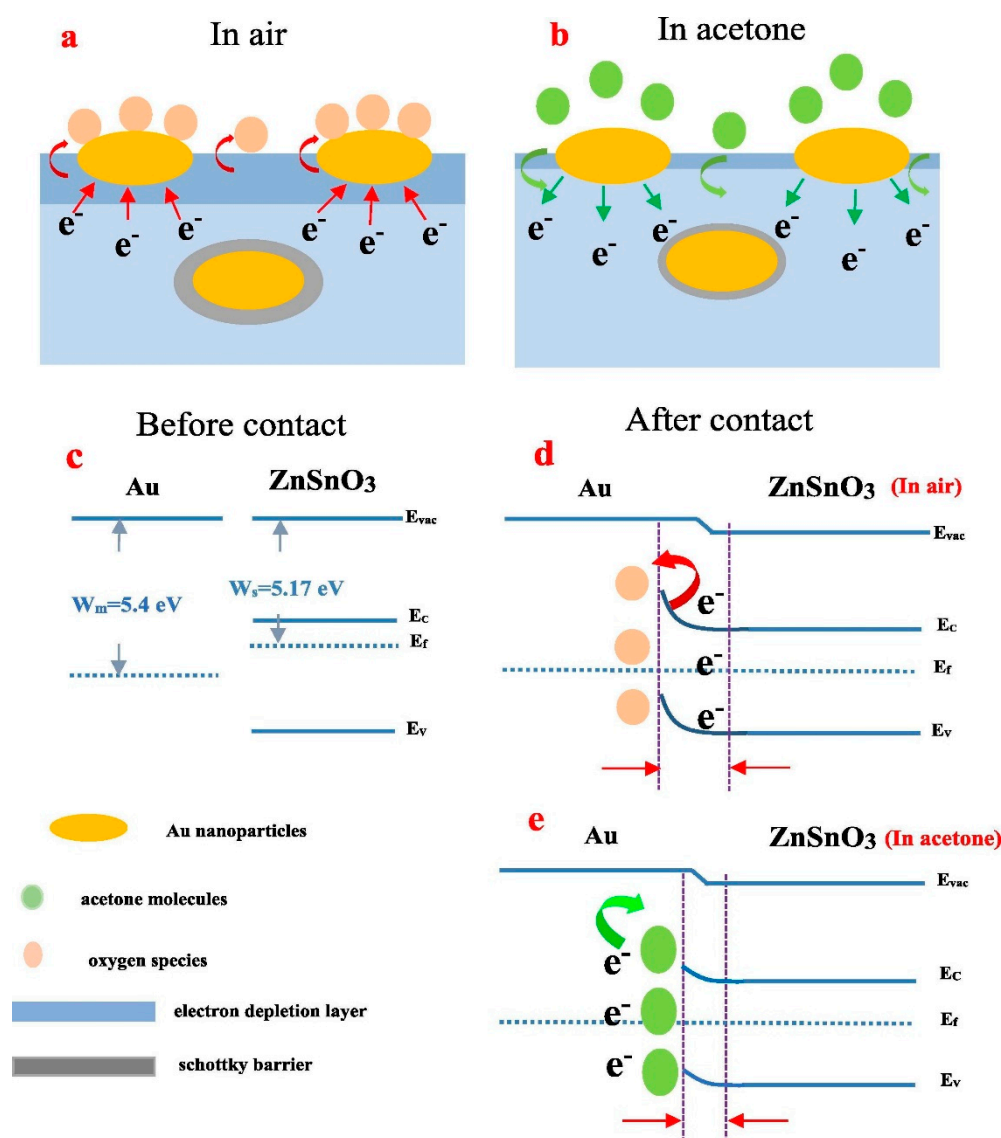 a
In air
b
In acetone
e⁻
e⁻
e⁻
e⁻
e⁻
e⁻
e⁻
e⁻
e⁻
e⁻
e⁻
e⁻
Before contact
c
Au
ZnSnO₃
Evac
Wm=5.4 eV
Ws=5.17 eV
EC
Ef
EV
After contact
d
Au
ZnSnO₃ (In air)
Evac
e⁻
EC
e⁻
Ef
e⁻
EV
Au nanoparticles
acetone molecules
oxygen species
electron depletion layer
schottky barrier
e
Au
ZnSnO₃ (In acetone)
Evac
e⁻
EC
e⁻
Ef
e⁻
EV